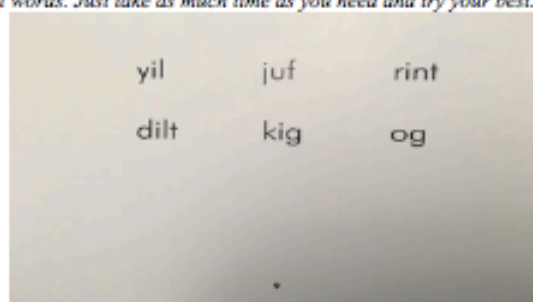 words. Just take as much time as you need and try your best.
yil juf rint
dilt kig og